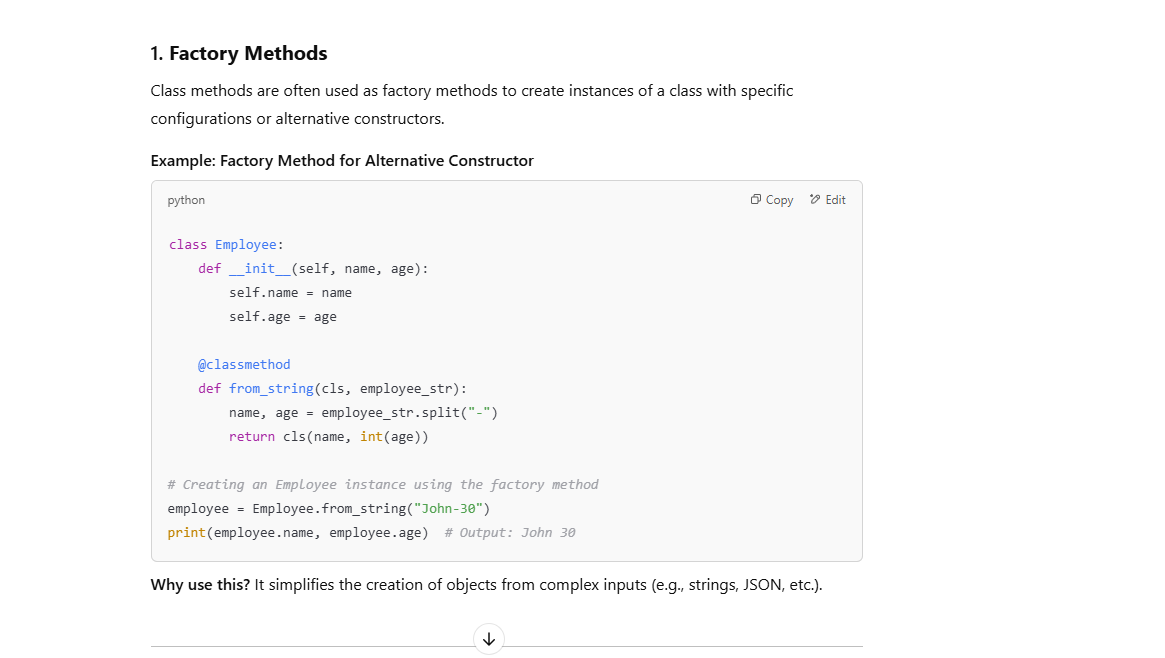 1. Factory Methods
Class methods are often used as factory methods to create instances of a class with specific
configurations or alternative constructors.
Example: Factory Method for Alternative Constructor
python Copy Edit
class Employee:
    def __init__(self, name, age):
        self.name = name
        self.age = age
    @classmethod
    def from_string(cls, employee_str):
        name, age = employee_str.split("-")
        return cls(name, int(age))
# Creating an Employee instance using the factory method
employee = Employee.from_string("John-30")
print(employee.name, employee.age)  # Output: John 30
Why use this? It simplifies the creation of objects from complex inputs (e.g., strings, JSON, etc.).